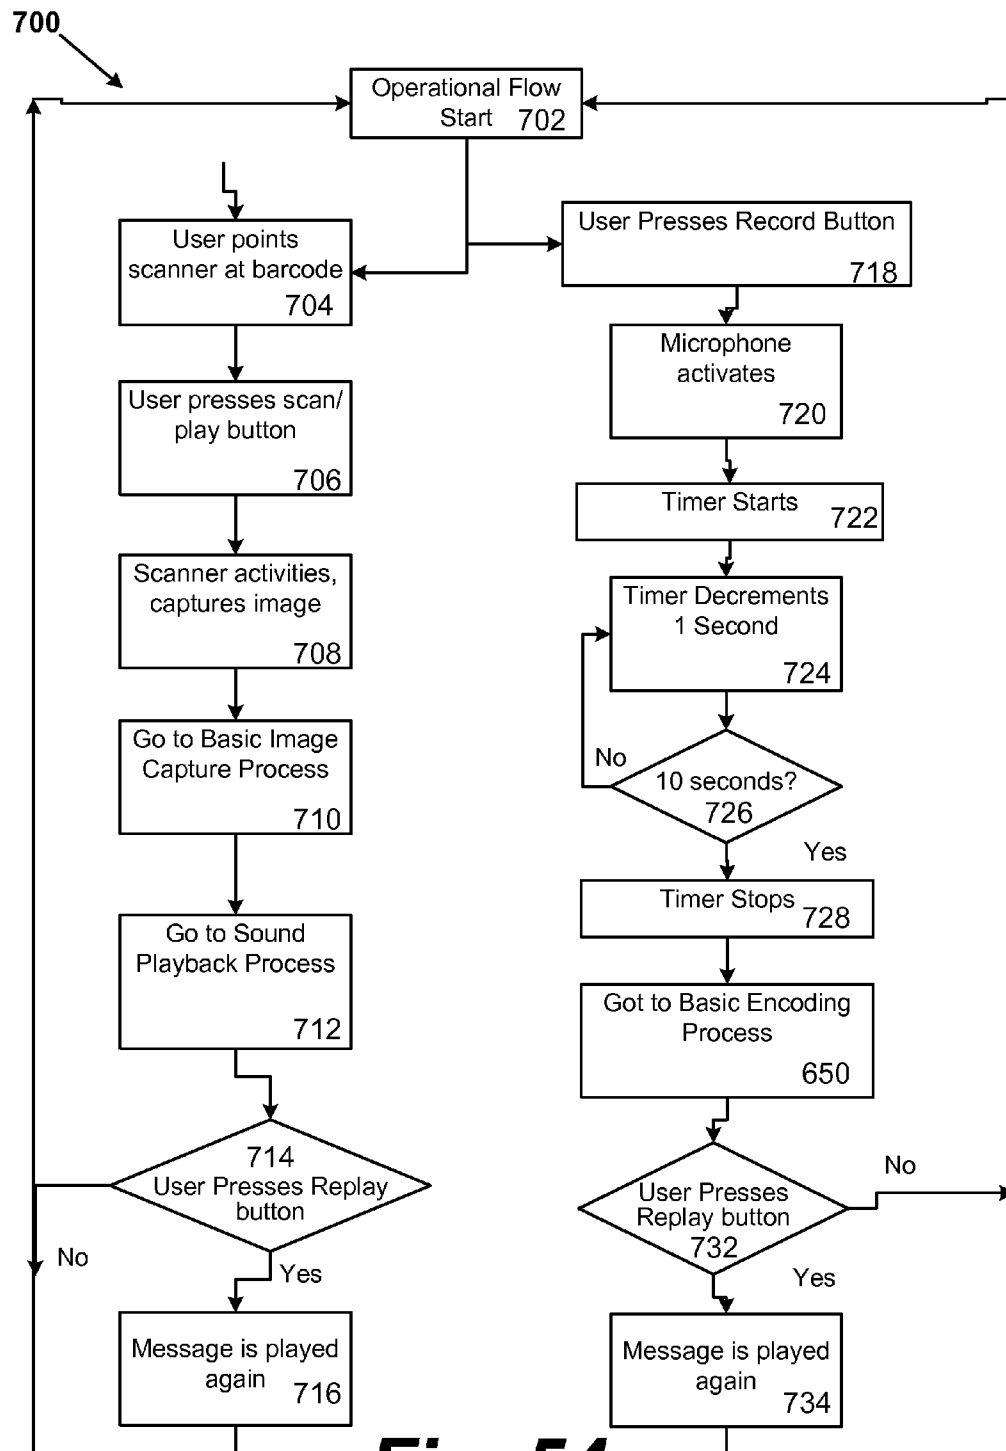 700
Operational Flow
Start 702
User points
scanner at barcode
704
User presses scan/
play button
706
Scanner activities,
captures image
708
Go to Basic Image
Capture Process
710
Go to Sound
Playback Process
712
714
User Presses Replay
button
No
Yes
Message is played
again 716
User Presses Record Button
718
Microphone
activates
720
Timer Starts
722
Timer Decrements
1 Second
724
No
10 seconds?
726
Yes
Timer Stops
728
Got to Basic Encoding
Process
650
No
User Presses
Replay button
732
Yes
Message is played
again 734